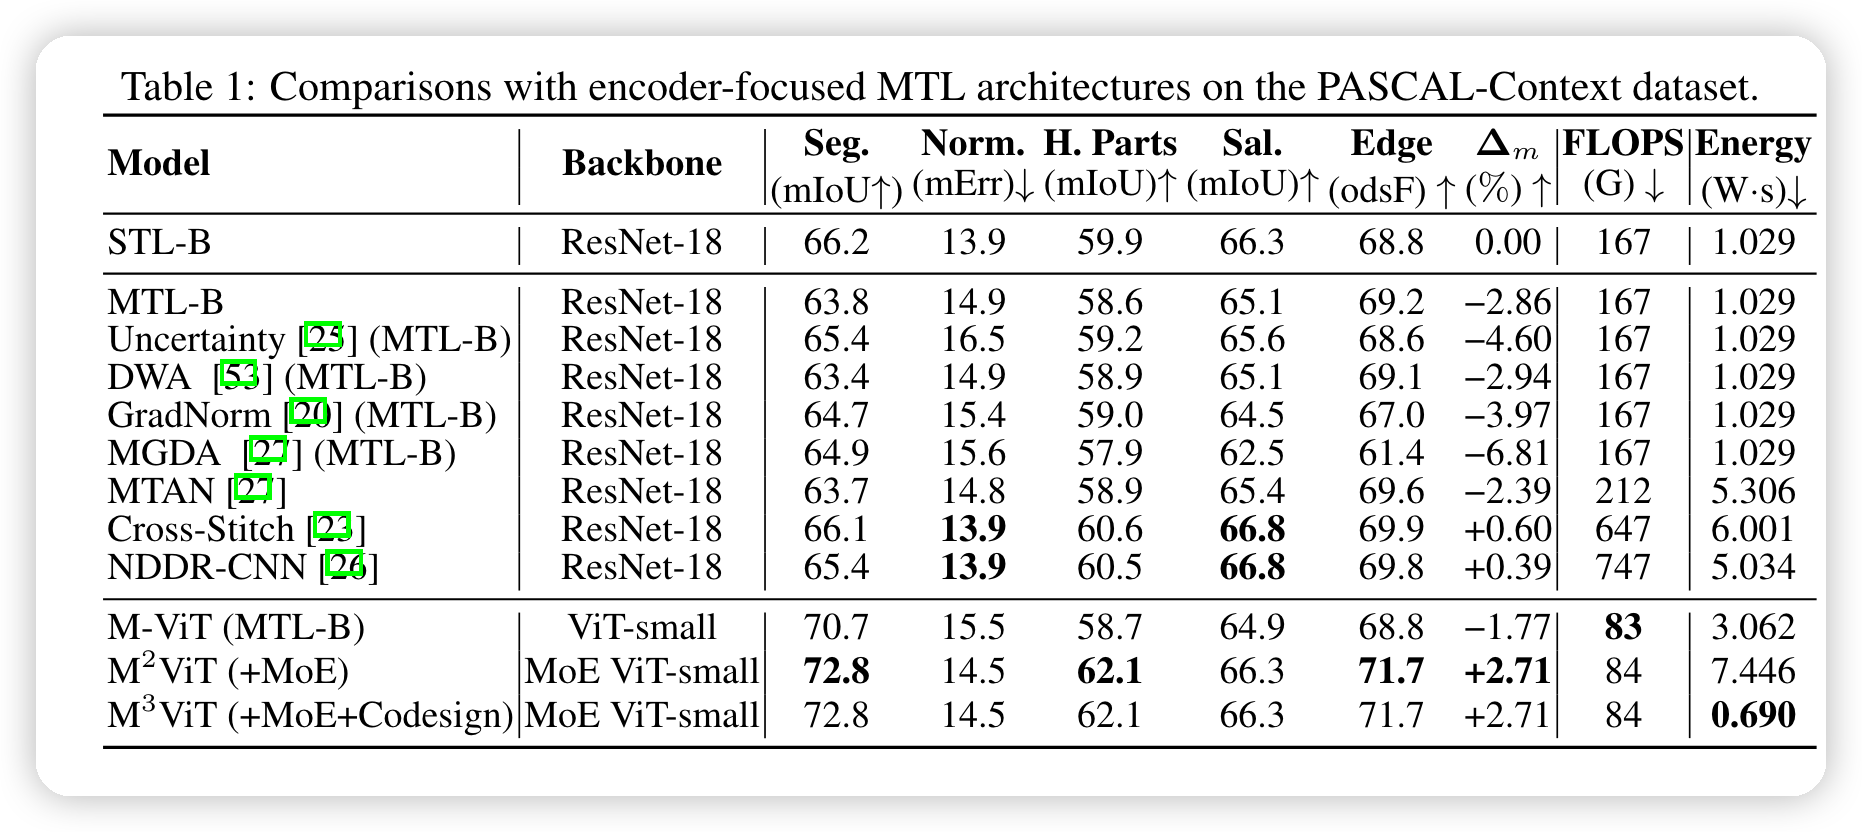 Table 1: Comparisons with encoder-focused MTL architectures on the PASCAL-Context dataset.
Model Backbone Seg. Norm. H. Parts Sal. Edge Δm FLOPS Energy
(mIoU↑) (mErr)↓ (mIoU)↑ (mIoU)↑ (odsF) ↑ (%) ↑ (G) ↓ (W·s)↓
STL-B ResNet-18 66.2 13.9 59.9 66.3 68.8 0.00 167 1.029
MTL-B ResNet-18 63.8 14.9 58.6 65.1 69.2 −2.86 167 1.029
Uncertainty [25] (MTL-B) ResNet-18 65.4 16.5 59.2 65.6 68.6 −4.60 167 1.029
DWA [53] (MTL-B) ResNet-18 63.4 14.9 58.9 65.1 69.1 −2.94 167 1.029
GradNorm [20] (MTL-B) ResNet-18 64.7 15.4 59.0 64.5 67.0 −3.97 167 1.029
MGDA [27] (MTL-B) ResNet-18 64.9 15.6 57.9 62.5 61.4 −6.81 167 1.029
MTAN [27] ResNet-18 63.7 14.8 58.9 65.4 69.6 −2.39 212 5.306
Cross-Stitch [23] ResNet-18 66.1 13.9 60.6 66.8 69.9 +0.60 647 6.001
NDDR-CNN [26] ResNet-18 65.4 13.9 60.5 66.8 69.8 +0.39 747 5.034
M-ViT (MTL-B) ViT-small 70.7 15.5 58.7 64.9 68.8 −1.77 83 3.062
M²ViT (+MoE) MoE ViT-small 72.8 14.5 62.1 66.3 71.7 +2.71 84 7.446
M³ViT (+MoE+Codesign) MoE ViT-small 72.8 14.5 62.1 66.3 71.7 +2.71 84 0.690